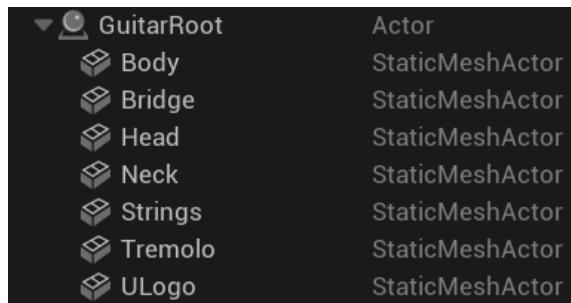 GuitarRoot Actor
Body StaticMeshActor
Bridge StaticMeshActor
Head StaticMeshActor
Neck StaticMeshActor
Strings StaticMeshActor
Tremolo StaticMeshActor
ULogo StaticMeshActor